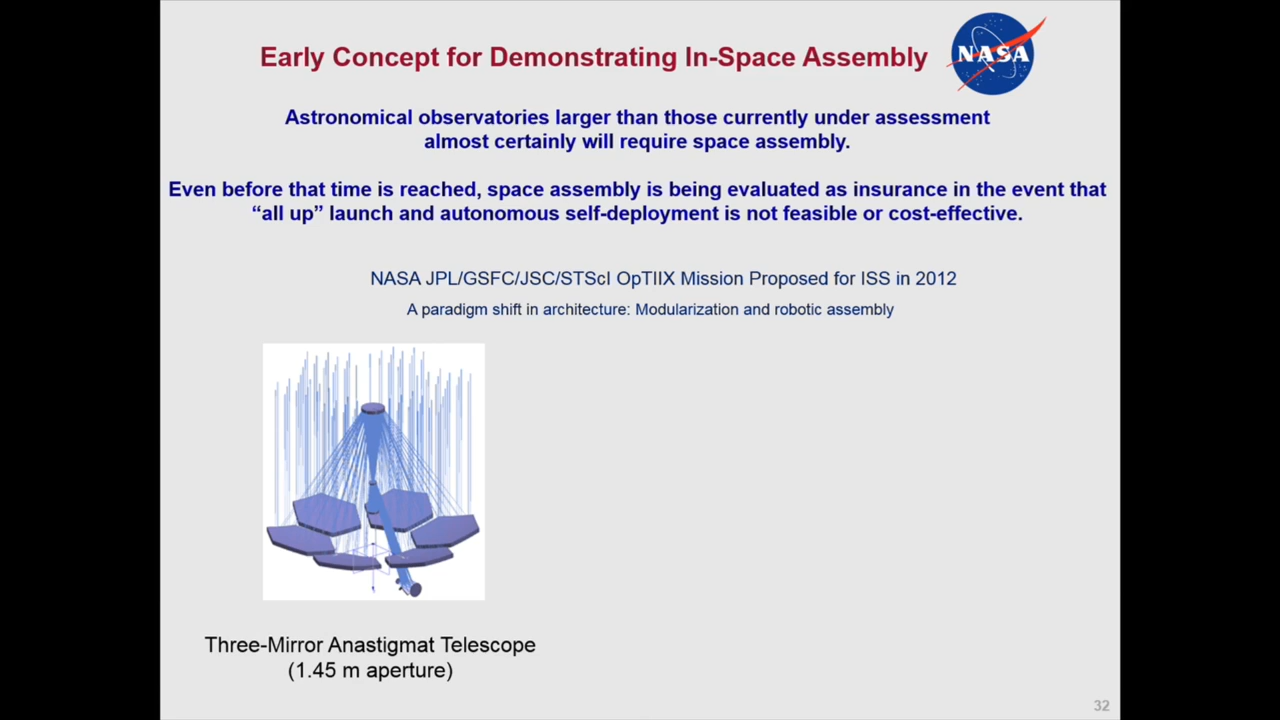 Early Concept for Demonstrating In-Space Assembly
NASA
Astronomical observatories larger than those currently under assessment
almost certainly will require space assembly.
Even before that time is reached, space assembly is being evaluated as insurance in the event that
“all up” launch and autonomous self-deployment is not feasible or cost-effective.
NASA JPL/GSFC/JSC/STScI OpTIIX Mission Proposed for ISS in 2012
A paradigm shift in architecture: Modularization and robotic assembly
Three-Mirror Anastigmat Telescope
(1.45 m aperture)
32